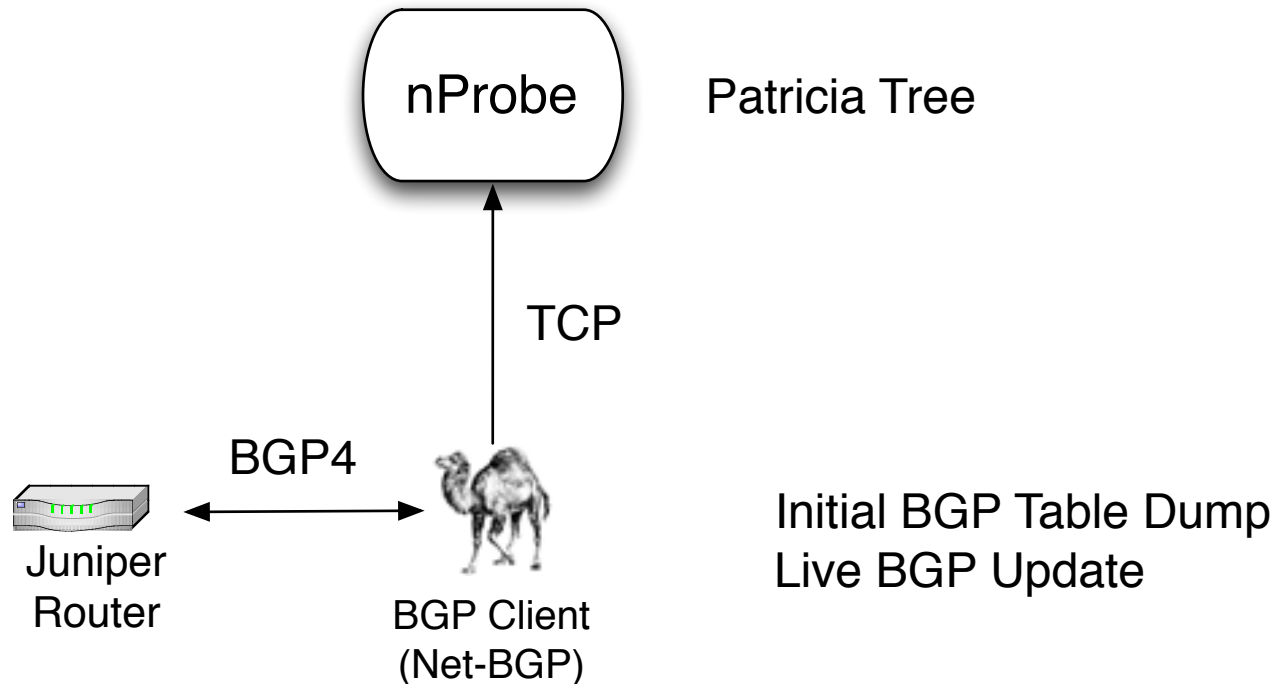 nProbe
Patricia Tree
TCP
BGP4
Juniper
Router
BGP Client
(Net-BGP)
Initial BGP Table Dump
Live BGP Update